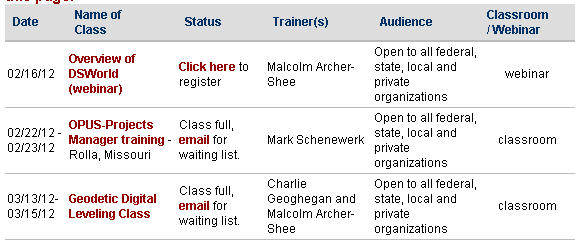 this page.
Date Name of Class Status Trainer(s) Audience Classroom / Webinar
02/16/12
Overview of
DSWorld
(webinar)
Click here to
register
Malcolm Archer-
Shee
Open to all federal,
state, local and
private
organizations
webinar
02/22/12 -
02/23/12
OPUS-Projects
Manager training -
Rolla, Missouri
Class full,
email for
waiting list.
Mark Schenewerk
Open to all federal,
state, local and
private
organizations
classroom
03/13/12-
03/15/12
Geodetic Digital
Leveling Class
Class full,
email for
waiting list.
Charlie
Geoghegan and
Malcolm Archer-
Shee
Open to all federal,
state, local and
private
organizations
classroom